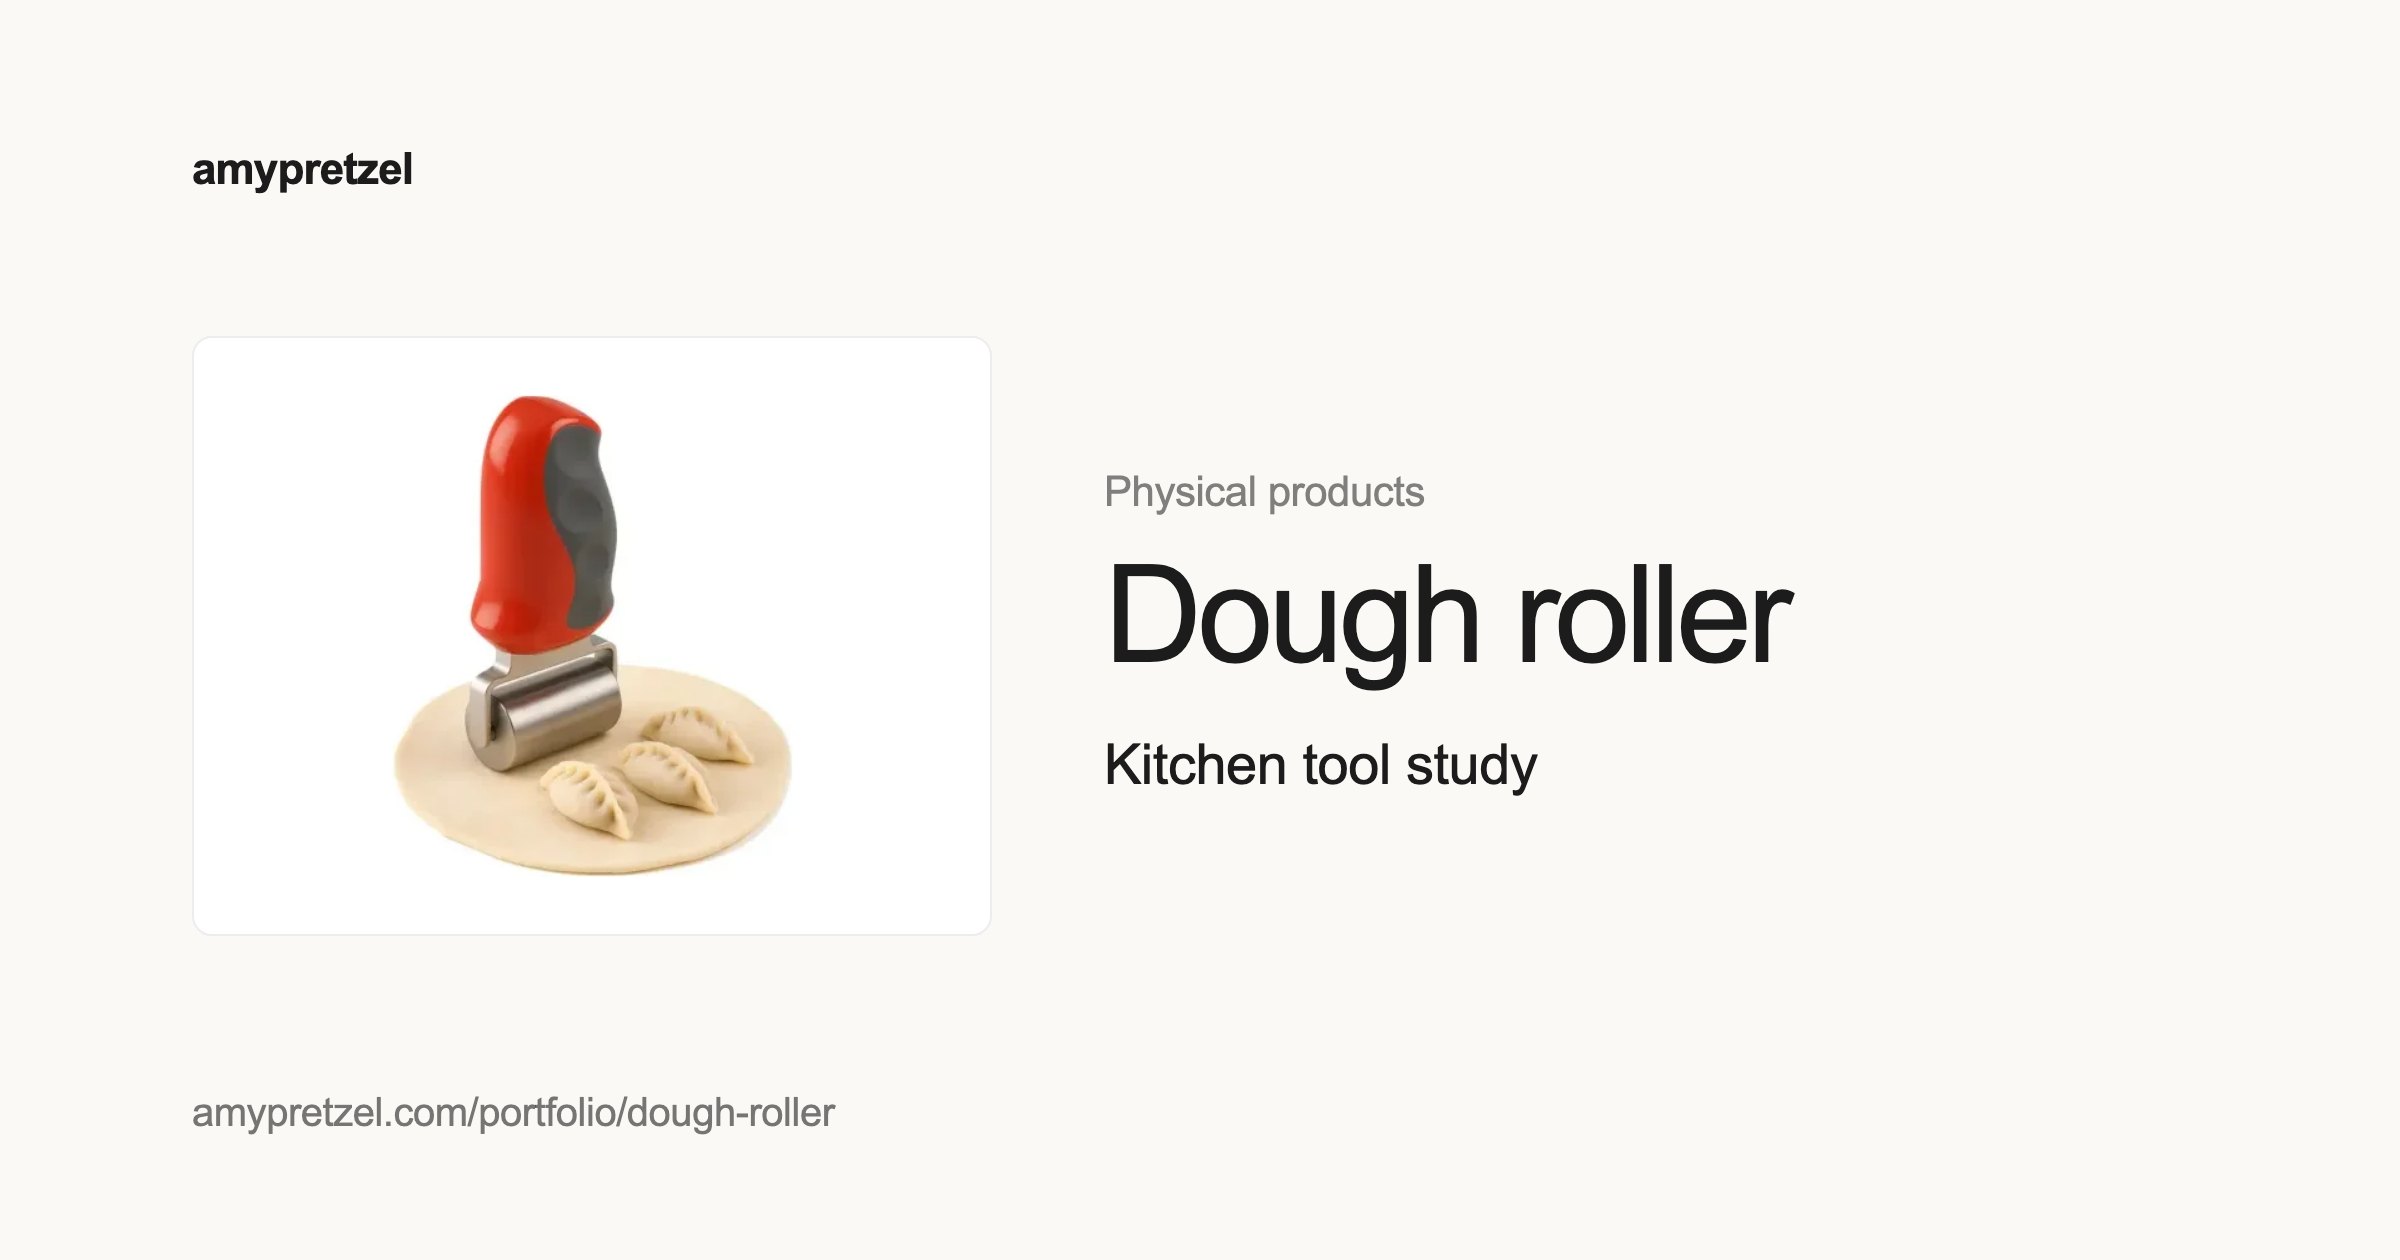 amypretzel
Physical products
Dough roller
Kitchen tool study
amypretzel.com/portfolio/dough-roller